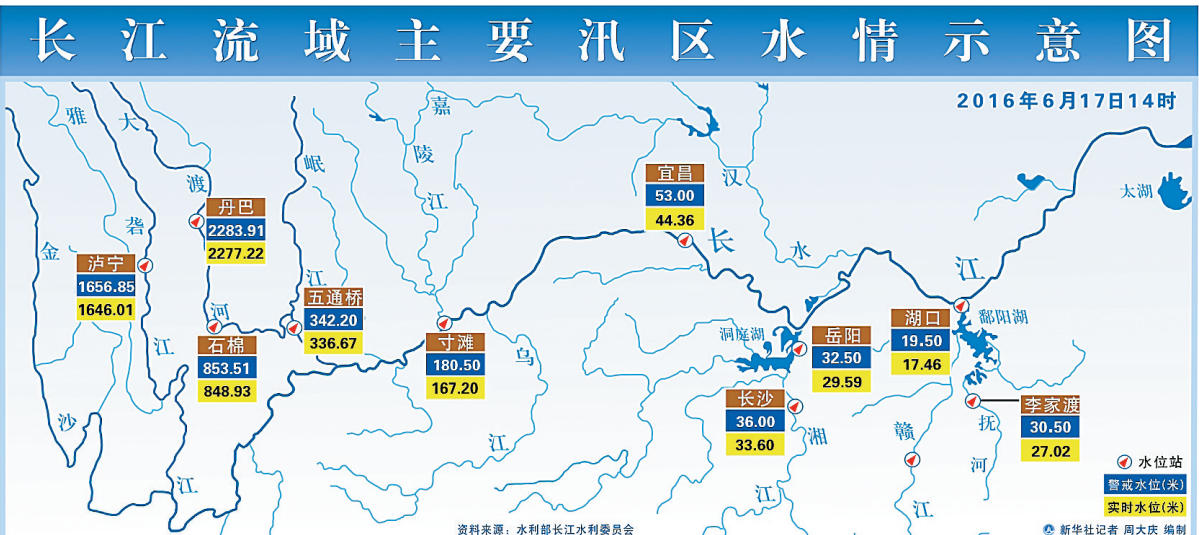 长江流域主要汛区水情示意图
2016年6月17日14时
雅
砻
江
大
渡
河
岷
江
嘉
陵
江
汉
水
长
江
金
沙
江
乌
江
湘
江
赣
江
抚
河
太湖
洞庭湖
鄱阳湖
丹巴
2283.91
2277.22
泸宁
1656.85
1646.01
石棉
853.51
848.93
五通桥
342.20
336.67
寸滩
180.50
167.20
宜昌
53.00
44.36
岳阳
32.50
29.59
长沙
36.00
33.60
湖口
19.50
17.46
李家渡
30.50
27.02
水位站
警戒水位(米)
实时水位(米)
资料来源：水利部长江水利委员会
新华社记者 周大庆 编制